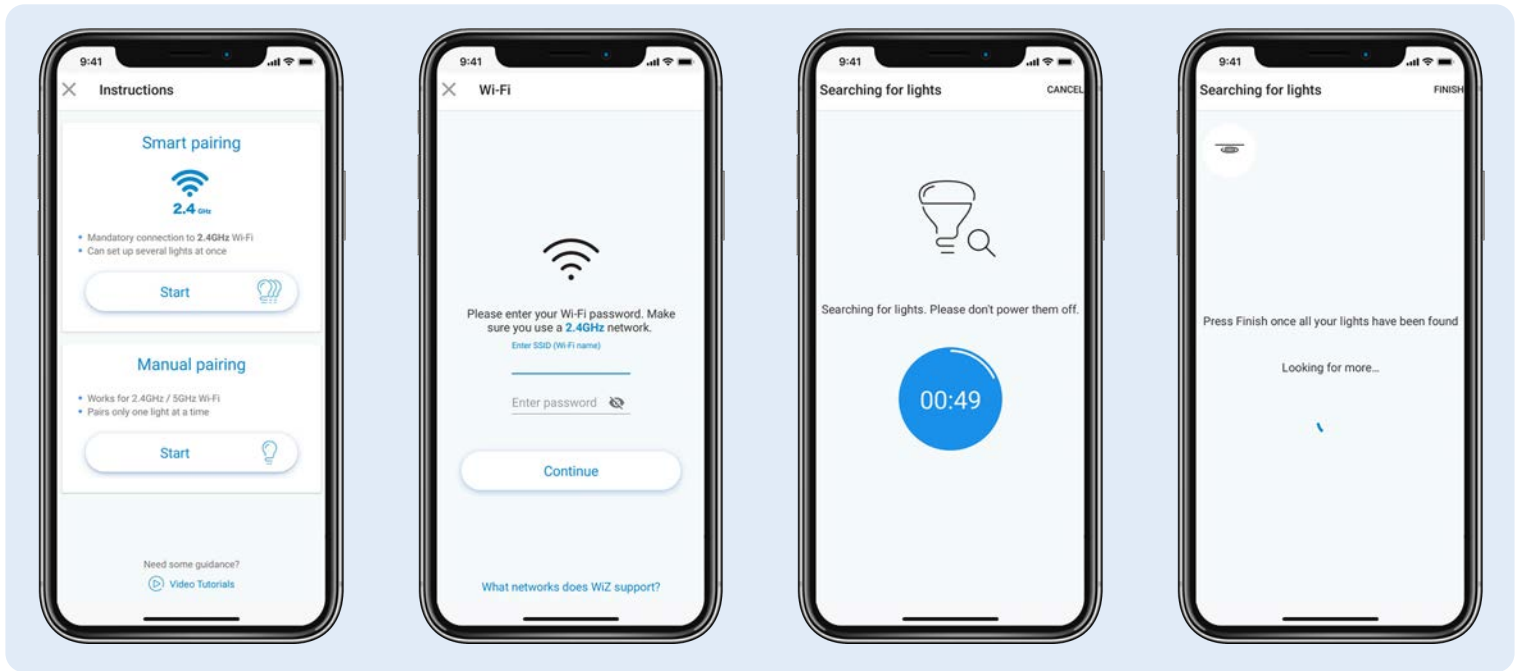 9:41
Instructions
Smart pairing
2.4 GHz
• Mandatory connection to 2.4GHz Wi-Fi
• Can set up several lights at once
Start
Manual pairing
• Works for 2.4GHz / 5GHz Wi-Fi
• Pairs only one light at a time
Start
Need some guidance?
Video Tutorials
9:41
Wi-Fi
Please enter your Wi-Fi password. Make
sure you use a 2.4GHz network.
Enter SSID (Wi-Fi name)
Enter password
Continue
What networks does WiZ support?
9:41
Searching for lights CANCEL
Searching for lights. Please don't power them off.
00:49
9:41
Searching for lights FINISH
Press Finish once all your lights have been found
Looking for more...